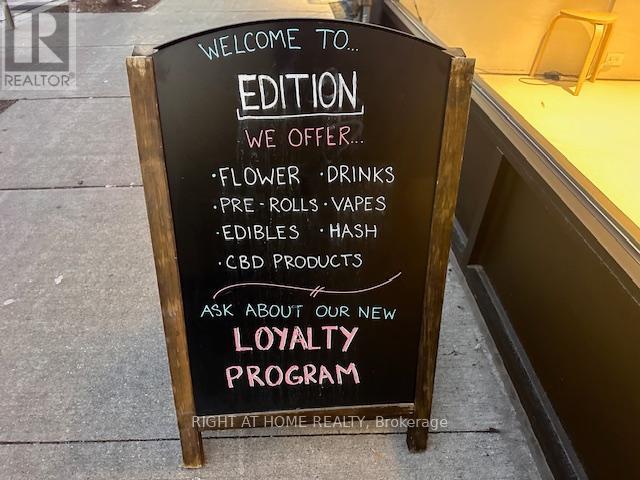 WELCOME TO...
EDITION
WE OFFER...
·FLOWER ·DRINKS
·PRE-ROLLS ·VAPES
·EDIBLES ·HASH
·CBD PRODUCTS
ASK ABOUT OUR NEW
LOYALTY
PROGRAM
RIGHT AT HOME REALTY, Brokerage
R
REALTOR®